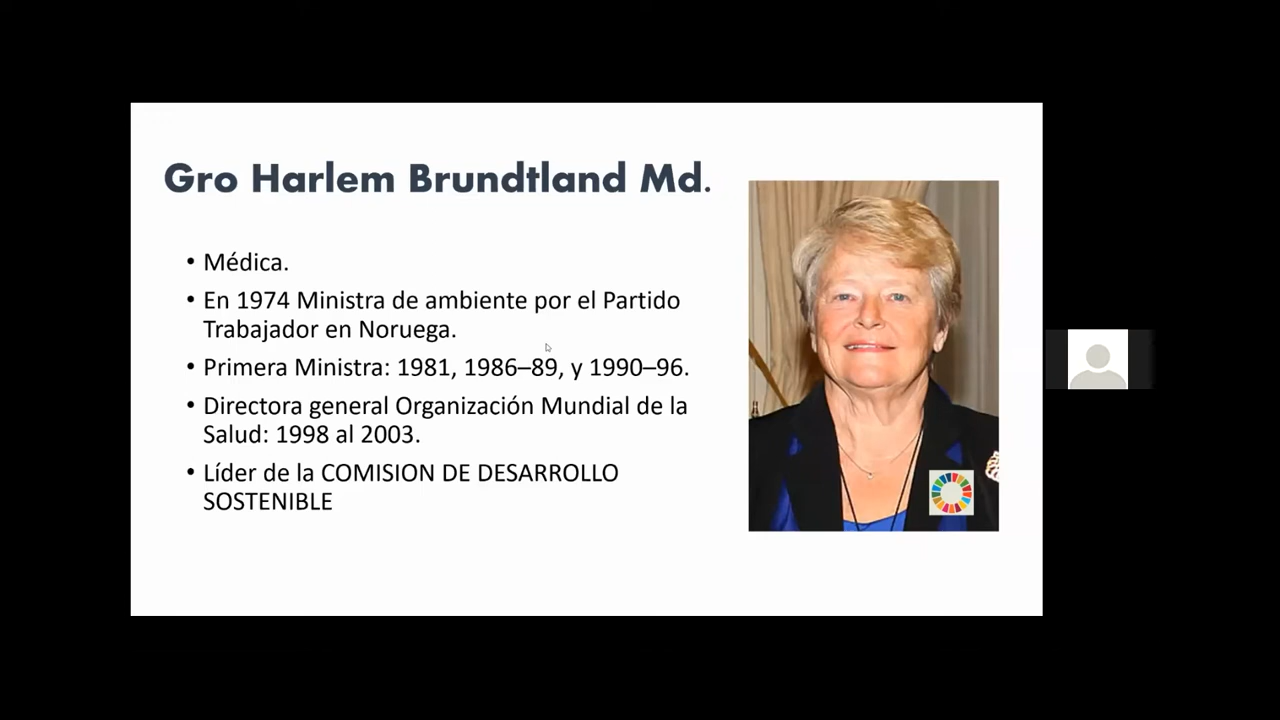 Gro Harlem Brundtland Md.
• Médica.
• En 1974 Ministra de ambiente por el Partido
Trabajador en Noruega.
• Primera Ministra: 1981, 1986–89, y 1990–96.
• Directora general Organización Mundial de la
Salud: 1998 al 2003.
• Líder de la COMISION DE DESARROLLO
SOSTENIBLE